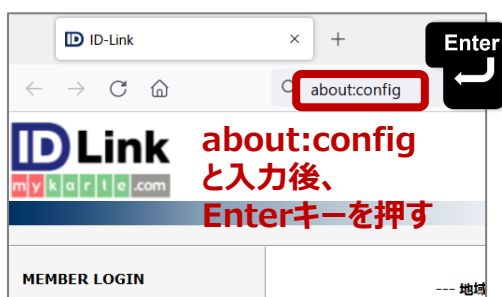 ID-Link
Enter
about:config
ID Link
mykarte.com
about:config
と入力後、
Enterキーを押す
MEMBER LOGIN
--- 地域